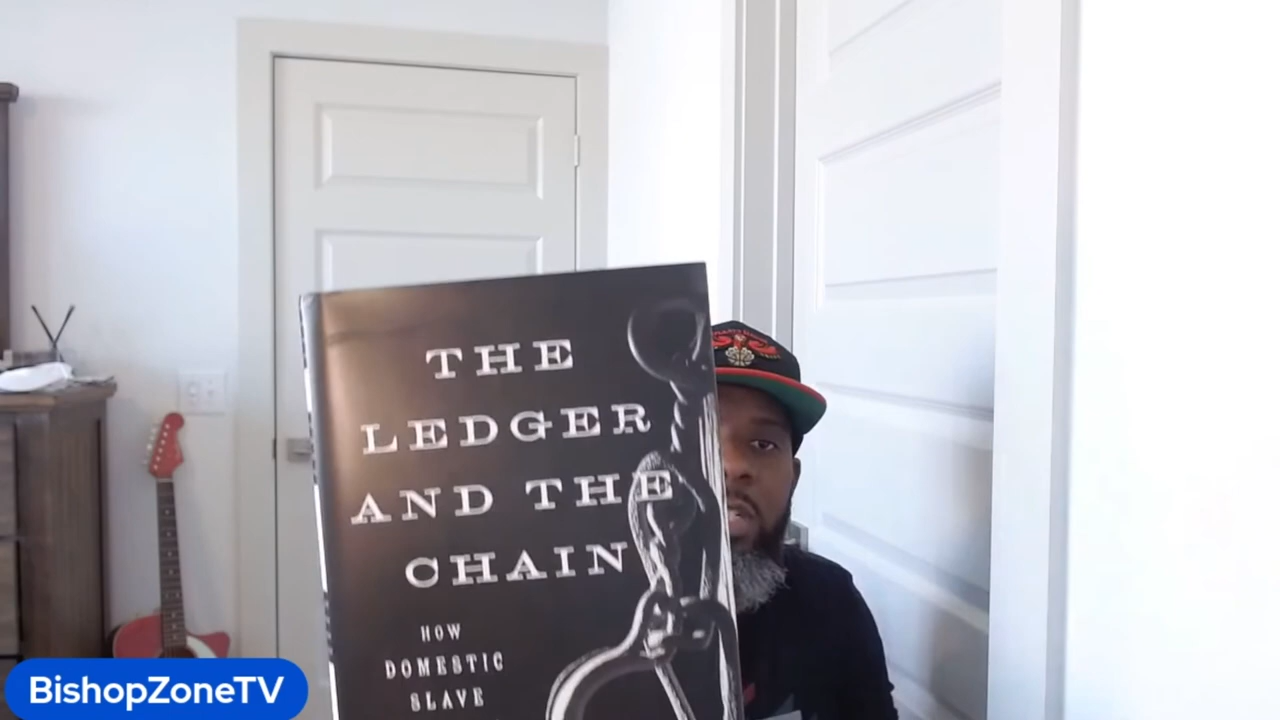 THE
LEDGER
AND THE
CHAIN
HOW
DOMESTIC
SLAVE
BishopZoneTV